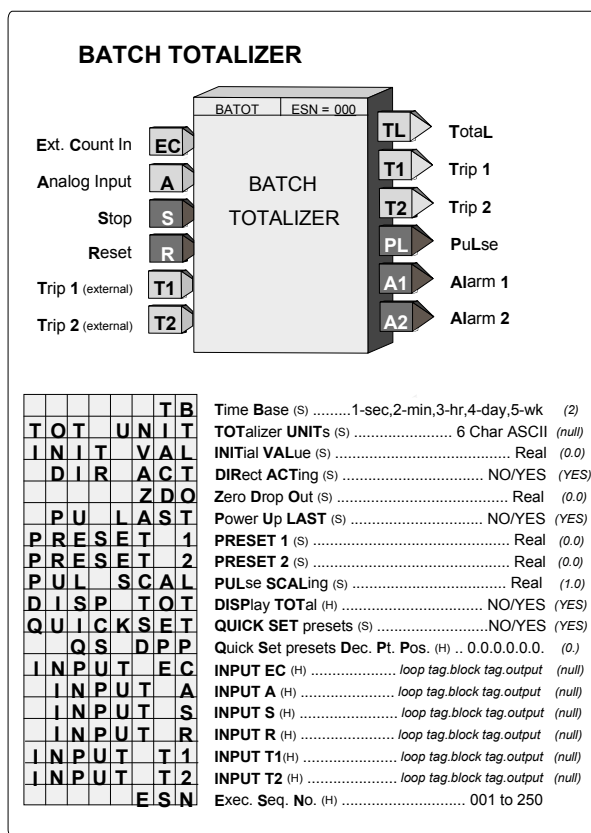 BATCH TOTALIZER
BATOT ESN = 000
BATCH
TOTALIZER
Ext. Count In EC
Analog Input A
Stop S
Reset R
Trip 1 (external) T1
Trip 2 (external) T2
TL TotaL
T1 Trip 1
T2 Trip 2
PL PuLse
A1 Alarm 1
A2 Alarm 2
TB Time Base (S) .........1-sec,2-min,3-hr,4-day,5-wk (2)
TOT UNIT TOTalizer UNITs (S) ...................... 6 Char ASCII (null)
INIT VAL INITial VALue (S) ...................................... Real (0.0)
DIR ACT DIRect ACTing (S) ............................... NO/YES (YES)
ZDO Zero Drop Out (S) ..................................... Real (0.0)
PU LAST Power Up LAST (S) ............................. NO/YES (YES)
PRESET 1 PRESET 1 (S) ............................................. Real (0.0)
PRESET 2 PRESET 2 (S) ............................................. Real (0.0)
PUL SCAL PULse SCALing (S) .................................. Real (1.0)
DISP TOT DISPlay TOTal (H) ................................ NO/YES (YES)
QUICKSET QUICK SET presets (S) .........................NO/YES (YES)
QS DPP Quick Set presets Dec. Pt. Pos. (H) .. 0.0.0.0.0.0. (0.)
INPUT EC INPUT EC (H) .................. loop tag.block tag.output (null)
INPUT A INPUT A (H) ..................... loop tag.block tag.output (null)
INPUT S INPUT S (H) ..................... loop tag.block tag.output (null)
INPUT R INPUT R (H) ..................... loop tag.block tag.output (null)
INPUT T1 INPUT T1(H) .................... loop tag.block tag.output (null)
INPUT T2 INPUT T2 (H) ................... loop tag.block tag.output (null)
ESN Exec. Seq. No. (H) ............................ 001 to 250